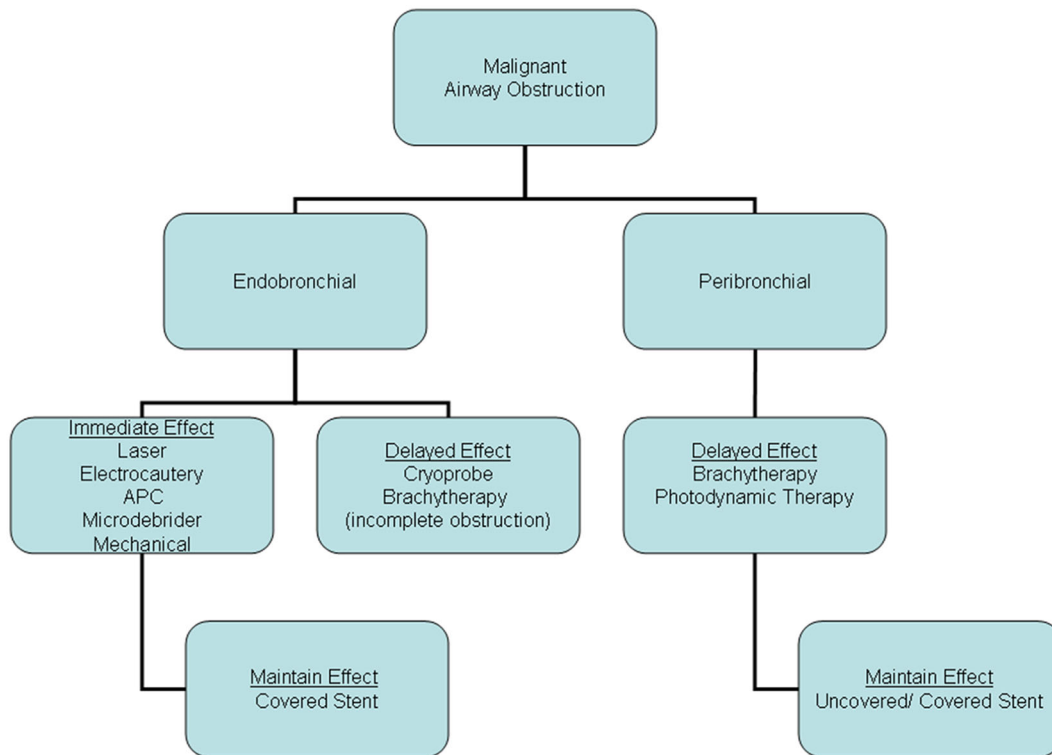 Malignant
Airway Obstruction
Endobronchial
Peribronchial
Immediate Effect
Laser
Electrocautery
APC
Microdebrider
Mechanical
Delayed Effect
Cryoprobe
Brachytherapy
(incomplete obstruction)
Delayed Effect
Brachytherapy
Photodynamic Therapy
Maintain Effect
Covered Stent
Maintain Effect
Uncovered/ Covered Stent